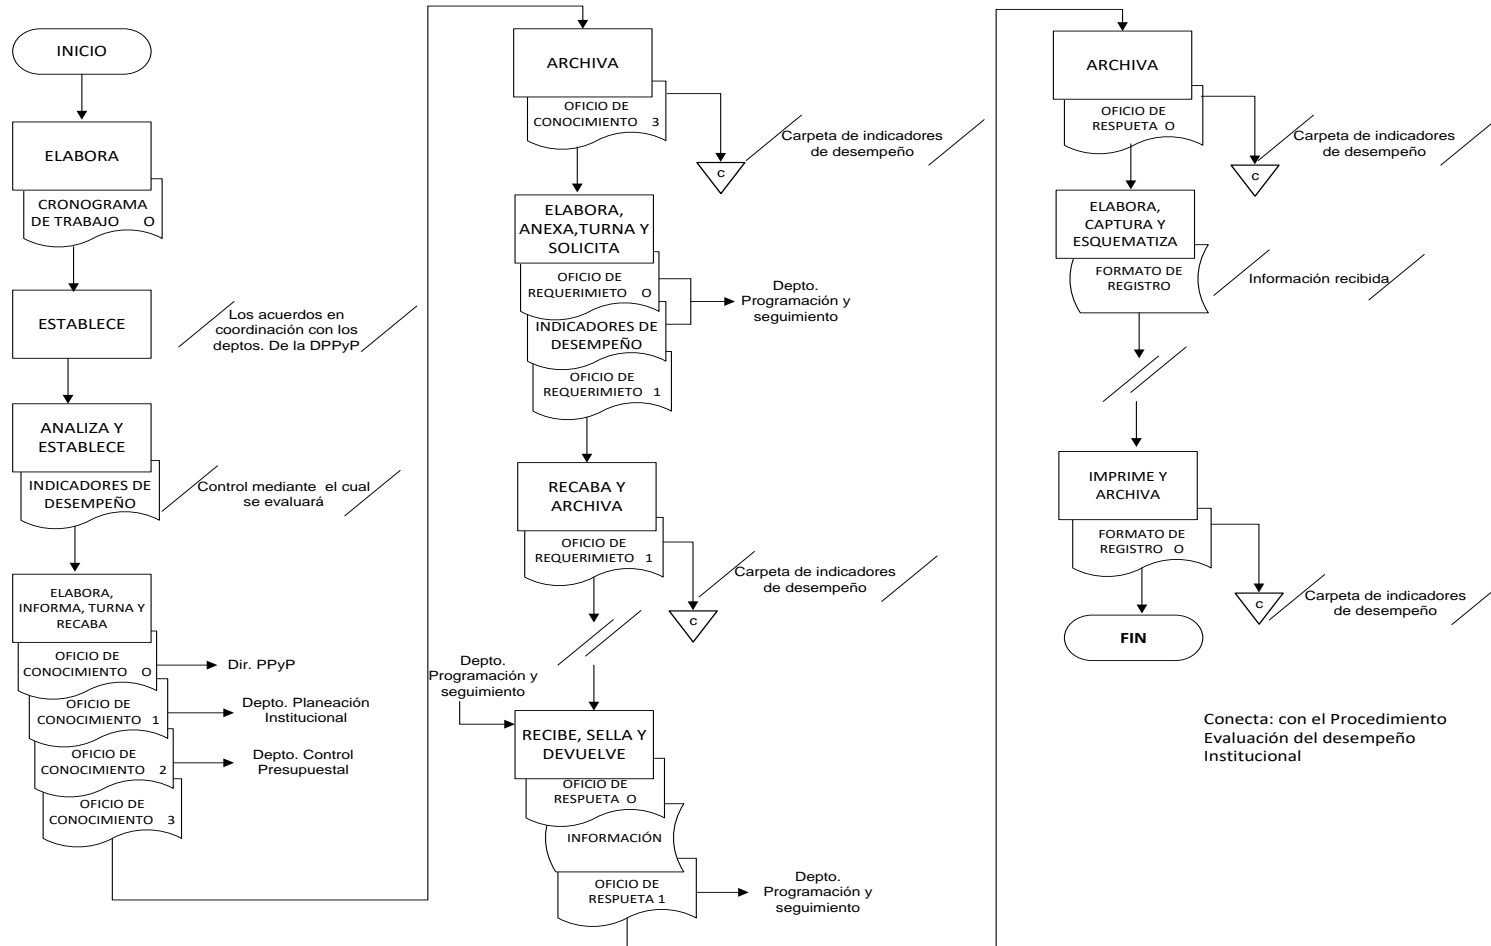 INICIO
ELABORA
CRONOGRAMA
DE TRABAJO O
ESTABLECE
Los acuerdos en
coordinación con los
deptos. De la DPPyP
ANALIZA Y
ESTABLECE
INDICADORES DE
DESEMPEÑO
Control mediante el cual
se evaluará
ELABORA,
INFORMA, TURNA Y
RECABA
OFICIO DE
CONOCIMIENTO O
Dir. PPyP
OFICIO DE
CONOCIMIENTO 1
Depto. Planeación
Institucional
OFICIO DE
CONOCIMIENTO 2
Depto. Control
Presupuestal
OFICIO DE
CONOCIMIENTO 3
ARCHIVA
OFICIO DE
CONOCIMIENTO 3
C
Carpeta de indicadores
de desempeño
ELABORA,
ANEXA,TURNA Y
SOLICITA
OFICIO DE
REQUERIMIETO O
INDICADORES DE
DESEMPEÑO
OFICIO DE
REQUERIMIETO 1
Depto.
Programación y
seguimiento
RECABA Y
ARCHIVA
OFICIO DE
REQUERIMIETO 1
C
Carpeta de indicadores
de desempeño
Depto.
Programación y
seguimiento
RECIBE, SELLA Y
DEVUELVE
OFICIO DE
RESPUETA O
INFORMACIÓN
OFICIO DE
RESPUETA 1
Depto.
Programación y
seguimiento
ARCHIVA
OFICIO DE
RESPUETA O
C
Carpeta de indicadores
de desempeño
ELABORA,
CAPTURA Y
ESQUEMATIZA
FORMATO DE
REGISTRO
Información recibida
IMPRIME Y
ARCHIVA
FORMATO DE
REGISTRO O
C
Carpeta de indicadores
de desempeño
FIN
Conecta: con el Procedimiento
Evaluación del desempeño
Institucional